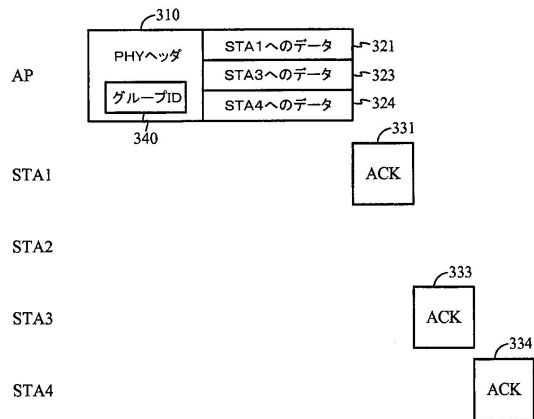 310
PHYヘッダ
STA1へのデータ
321
AP
STA3へのデータ
323
グループID
STA4へのデータ
324
340
331
STA1
ACK
STA2
333
STA3
ACK
334
STA4
ACK